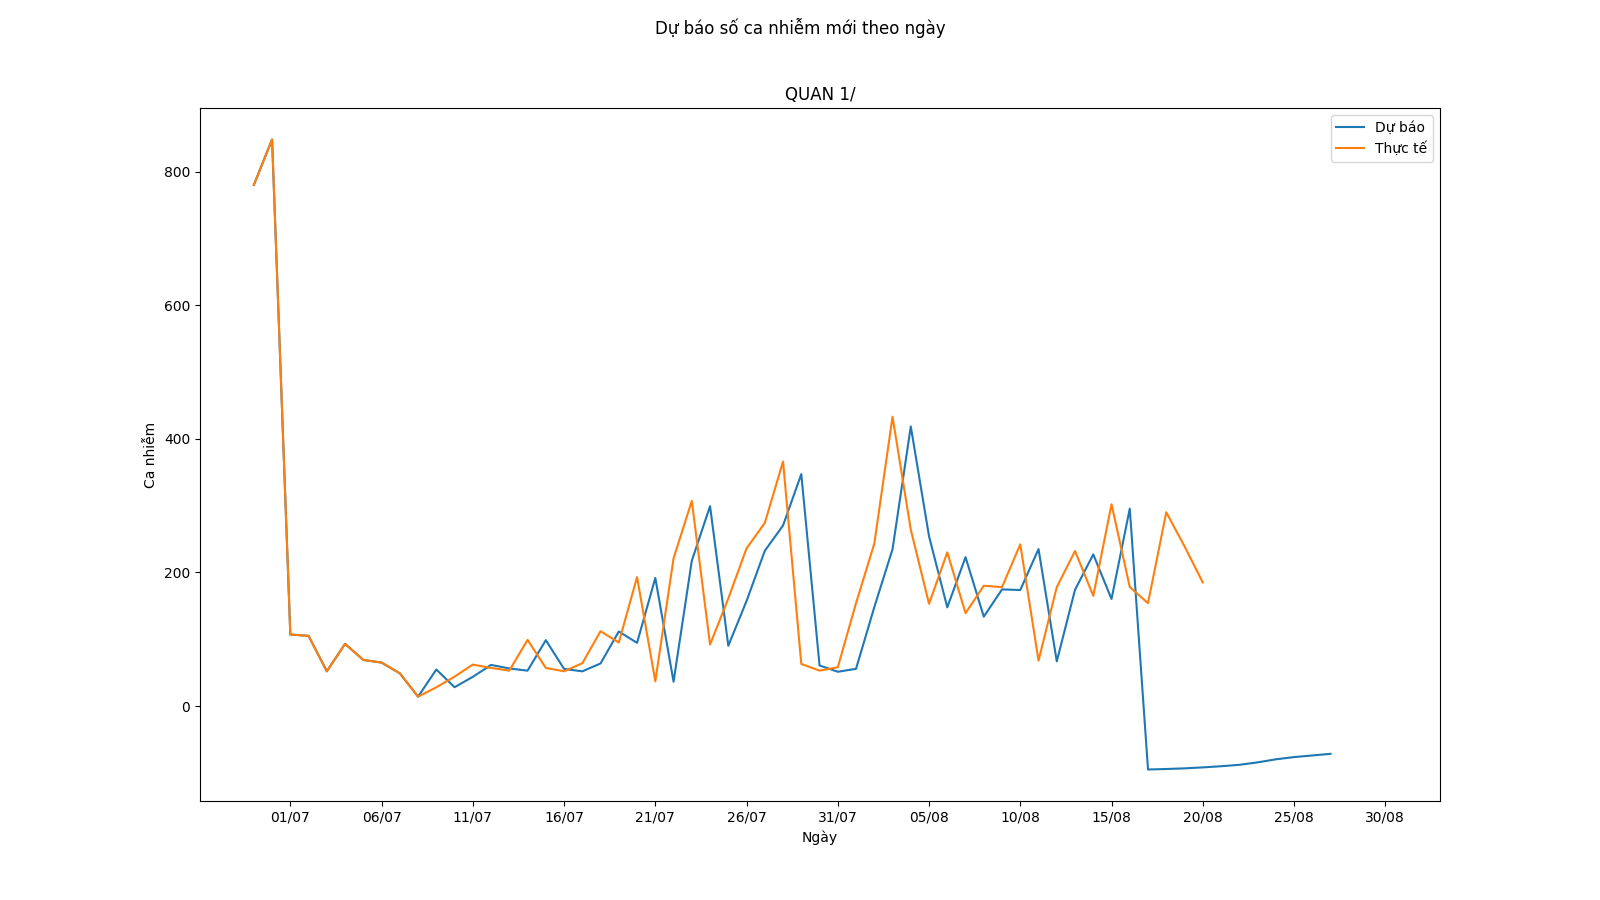 Dự báo số ca nhiễm mới theo ngày
QUAN 1/
Dự báo
Thực tế
800
600
400
200
0
Ca nhiễm
01/07 06/07 11/07 16/07 21/07 26/07 31/07 05/08 10/08 15/08 20/08 25/08 30/08
Ngày